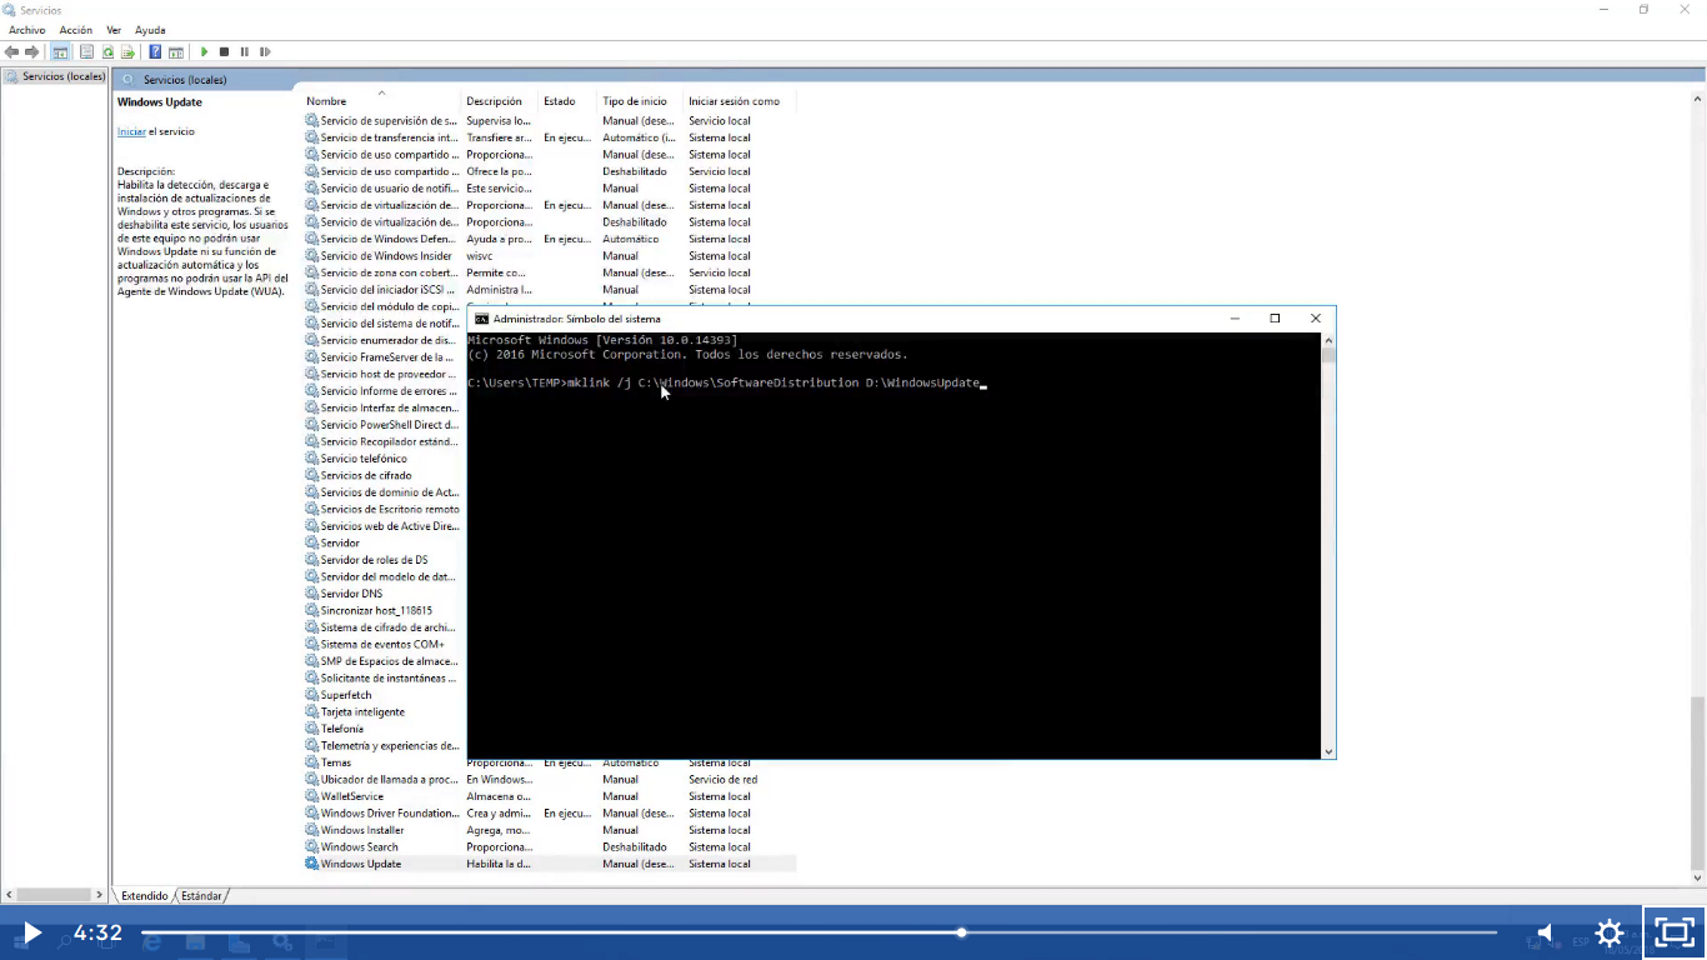 Servicios
Archivo Acción Ver Ayuda
Servicios (locales)
Servicios (locales)
Windows Update
Iniciar el servicio
Descripción:
Habilita la detección, descarga e
instalación de actualizaciones de
Windows y otros programas. Si se
deshabilita este servicio, los usuarios
de este equipo no podrán usar
Windows Update ni su función de
actualización automática y los
programas no podrán usar la API del
Agente de Windows Update (WUA).
Nombre Descripción Estado Tipo de inicio Iniciar sesión como
Servicio de supervisión de s... Supervisa lo... Manual (dese... Servicio local
Servicio de transferencia int... Transfiere ar... En ejecu... Automático (i... Sistema local
Servicio de uso compartido ... Proporciona... Manual (dese... Servicio local
Servicio de uso compartido ... Ofrece la po... Deshabilitado Servicio local
Servicio de usuario de notifi... Este servicio... Manual Sistema local
Servicio de virtualización de... Proporciona... En ejecu... Manual (dese... Sistema local
Servicio de virtualización de... Proporciona... Deshabilitado Sistema local
Servicio de Windows Defen... Ayuda a pro... En ejecu... Automático Sistema local
Servicio de Windows Insider wisvc Manual Sistema local
Servicio de zona con cobert... Permite co... Manual (dese... Servicio local
Servicio del iniciador iSCSI ... Administra l... Manual Sistema local
Servicio del módulo de copi...
Servicio del sistema de notif...
Servicio enumerador de dis...
Servicio FrameServer de la ...
Servicio host de proveedor ...
Servicio Informe de errores ...
Servicio Interfaz de almacen...
Servicio PowerShell Direct d...
Servicio Recopilador estánd...
Servicio telefónico
Servicios de cifrado
Servicios de dominio de Act...
Servicios de Escritorio remoto
Servicios web de Active Dire...
Servidor
Servidor de roles de DS
Servidor del modelo de dat...
Servidor DNS
Sincronizar host_118615
Sistema de cifrado de archi...
Sistema de eventos COM+
SMP de Espacios de almace...
Solicitante de instantáneas ...
Superfetch
Tarjeta inteligente
Telefonía
Telemetría y experiencias de...
Temas Proporciona... En ejecu... Automático Sistema local
Ubicador de llamada a proc... En Windows... Manual Servicio de red
WalletService Almacena o... Manual Sistema local
Windows Driver Foundation... Crea y admi... En ejecu... Manual (dese... Sistema local
Windows Installer Agrega, mo... Manual Sistema local
Windows Search Proporciona... Deshabilitado Sistema local
Windows Update Habilita la d... Manual (dese... Sistema local
Administrador: Símbolo del sistema
Microsoft Windows [Versión 10.0.14393]
(c) 2016 Microsoft Corporation. Todos los derechos reservados.
C:\Users\TEMP>mklink /j C:\Windows\SoftwareDistribution D:\WindowsUpdate_
Extendido Estándar
4:32
ESP